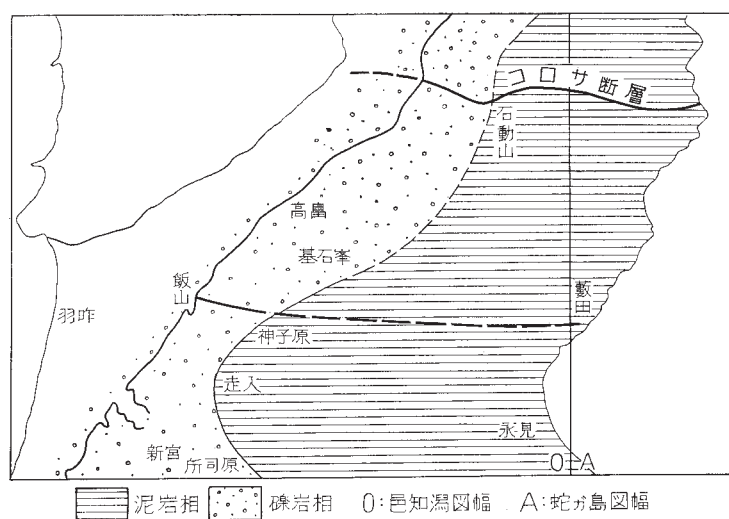 コロサ断層
石動山
高畠
碁石峯
飯山
羽咋
藪田
神子原
走入
氷見
新宮
所司原
O A
泥岩相 礫岩相 O:邑知潟図幅 A:蛇ガ島図幅